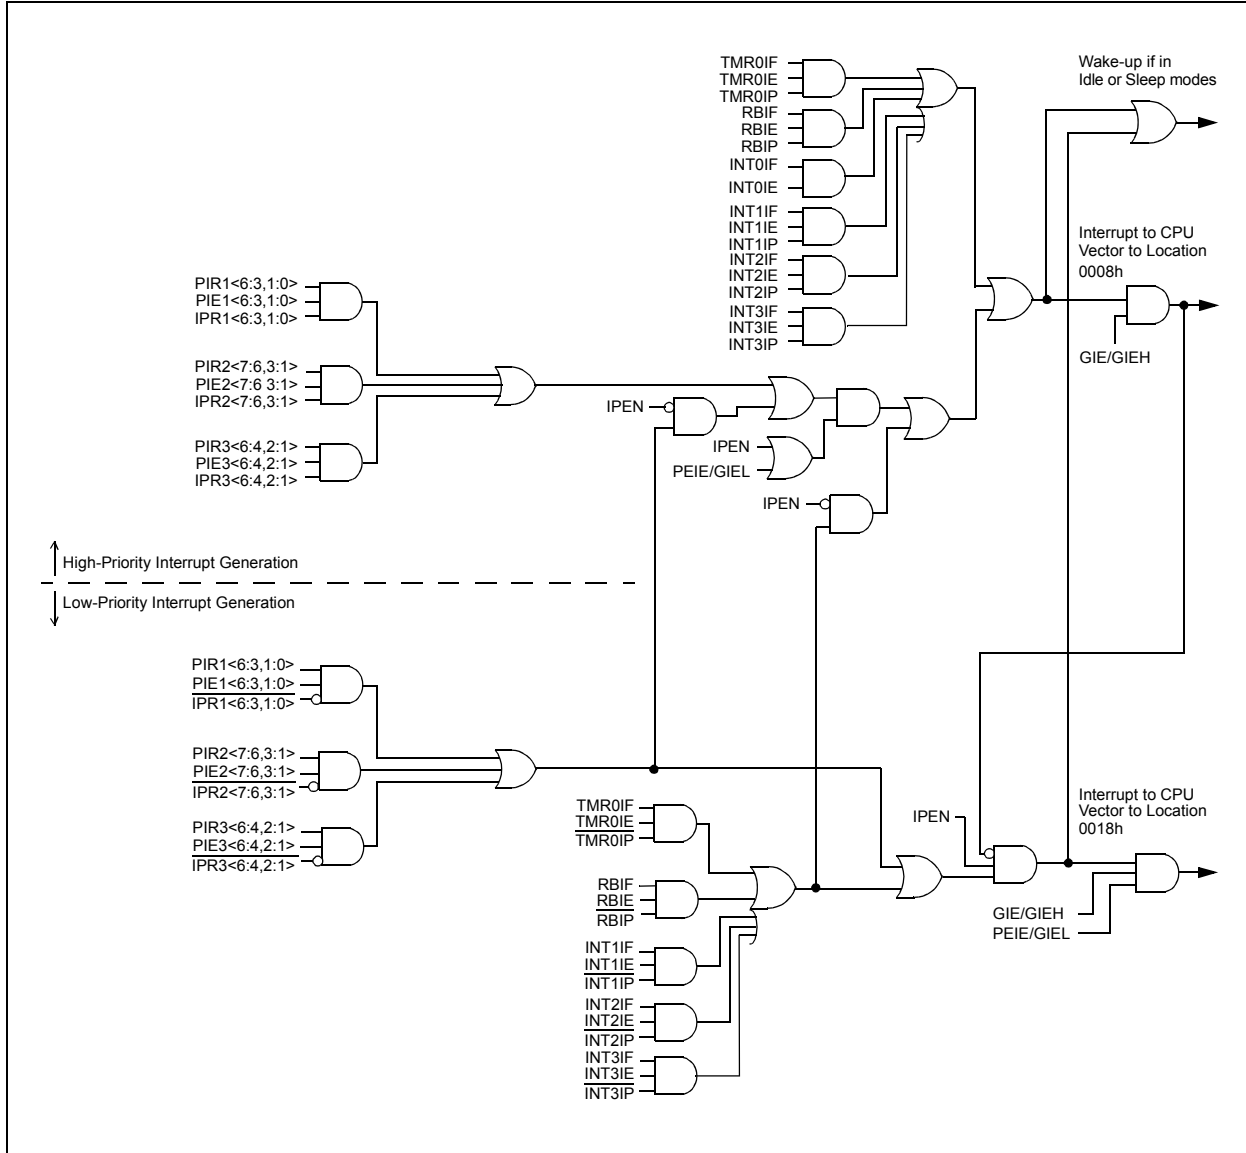 TMR0IF
TMR0IE
TMR0IP
RBIF
RBIE
RBIP
INT0IF
INT0IE
INT1IF
INT1IE
INT1IP
INT2IF
INT2IE
INT2IP
INT3IF
INT3IE
INT3IP
Wake-up if in
Idle or Sleep modes
Interrupt to CPU
Vector to Location
0008h
GIE/GIEH
PIR1<6:3,1:0>
PIE1<6:3,1:0>
IPR1<6:3,1:0>
PIR2<7:6,3:1>
PIE2<7:6 3:1>
IPR2<7:6,3:1>
PIR3<6:4,2:1>
PIE3<6:4,2:1>
IPR3<6:4,2:1>
IPEN
IPEN
PEIE/GIEL
IPEN
High-Priority Interrupt Generation
Low-Priority Interrupt Generation
PIR1<6:3,1:0>
PIE1<6:3,1:0>
IPR1<6:3,1:0>
PIR2<7:6,3:1>
PIE2<7:6,3:1>
IPR2<7:6,3:1>
PIR3<6:4,2:1>
PIE3<6:4,2:1>
IPR3<6:4,2:1>
TMR0IF
TMR0IE
TMR0IP
RBIF
RBIE
RBIP
INT1IF
INT1IE
INT1IP
INT2IF
INT2IE
INT2IP
INT3IF
INT3IE
INT3IP
IPEN
Interrupt to CPU
Vector to Location
0018h
GIE/GIEH
PEIE/GIEL